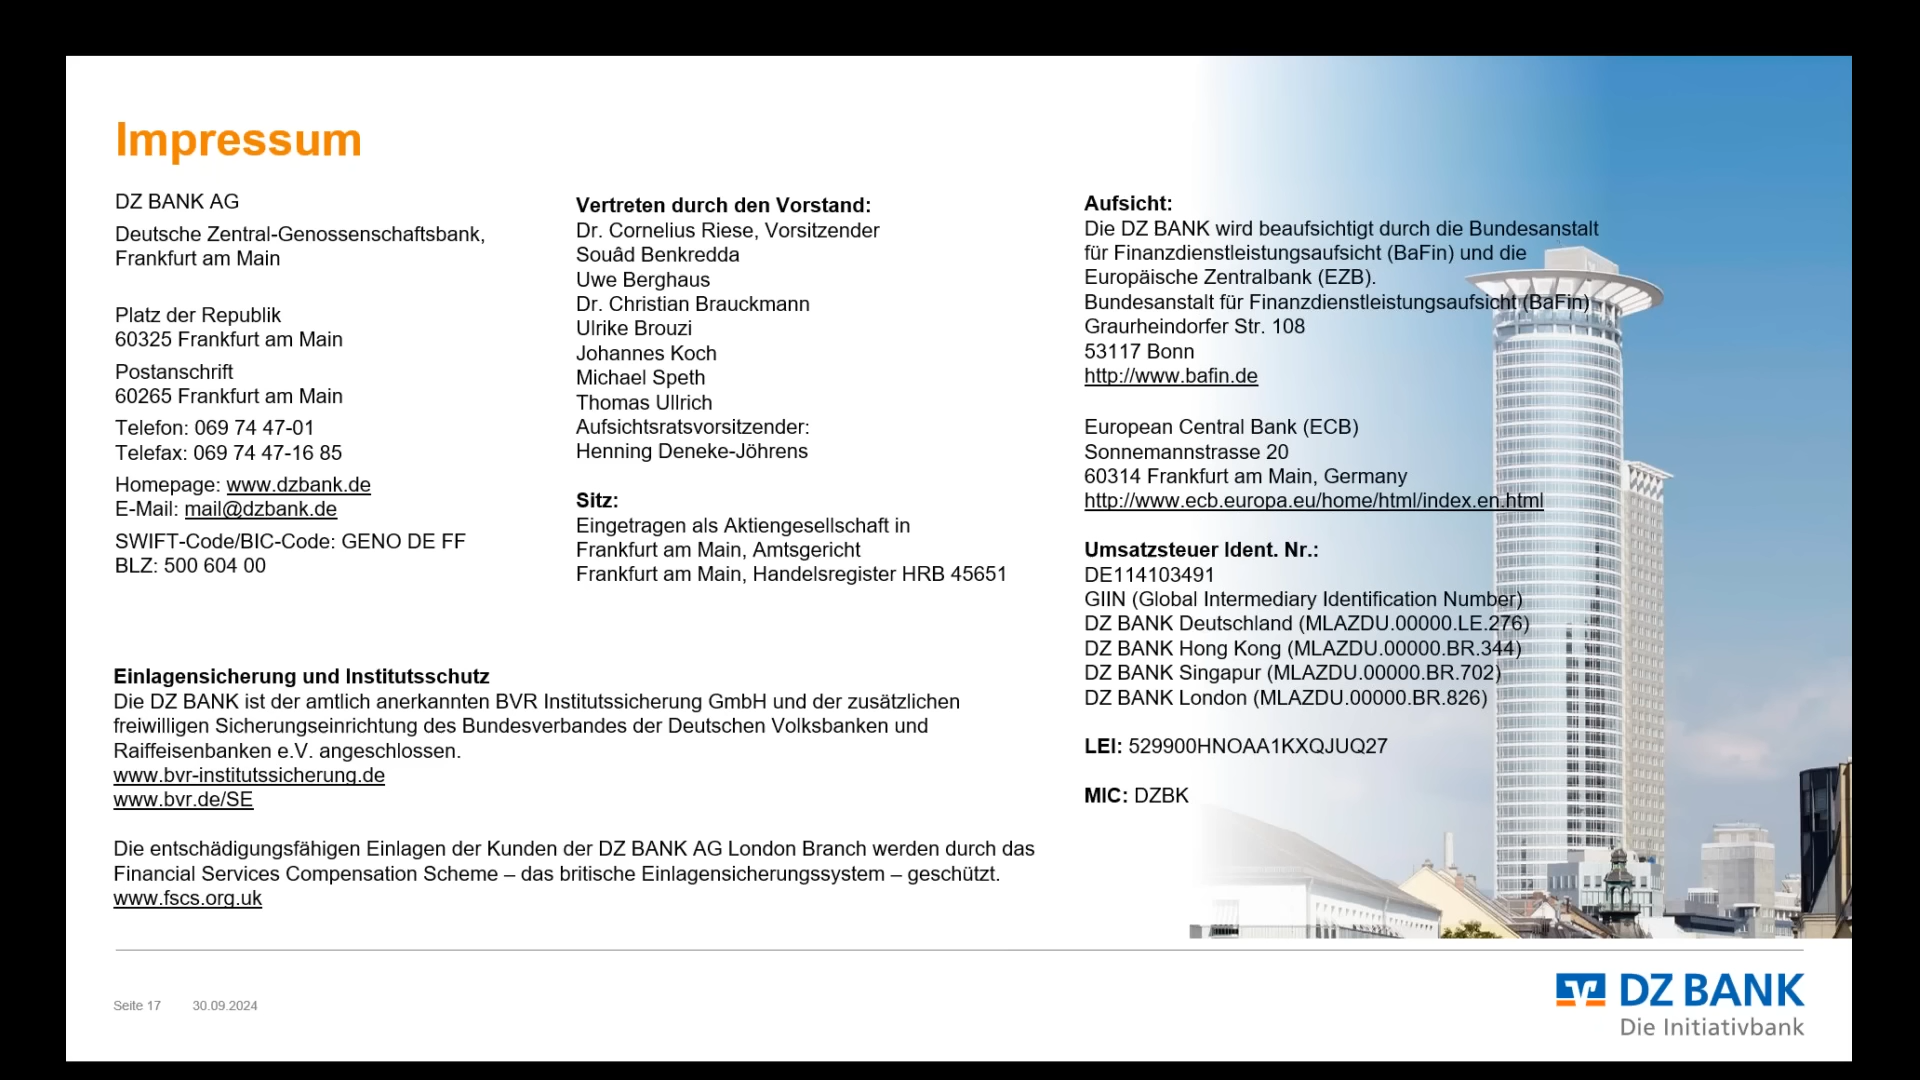 Impressum
DZ BANK AG
Deutsche Zentral-Genossenschaftsbank,
Frankfurt am Main
Platz der Republik
60325 Frankfurt am Main
Postanschrift
60265 Frankfurt am Main
Telefon: 069 74 47-01
Telefax: 069 74 47-16 85
Homepage: www.dzbank.de
E-Mail: mail@dzbank.de
SWIFT-Code/BIC-Code: GENO DE FF
BLZ: 500 604 00
Vertreten durch den Vorstand:
Dr. Cornelius Riese, Vorsitzender
Souâd Benkredda
Uwe Berghaus
Dr. Christian Brauckmann
Ulrike Brouzi
Johannes Koch
Michael Speth
Thomas Ullrich
Aufsichtsratsvorsitzender:
Henning Deneke-Jöhrens
Sitz:
Eingetragen als Aktiengesellschaft in
Frankfurt am Main, Amtsgericht
Frankfurt am Main, Handelsregister HRB 45651
Einlagensicherung und Institutsschutz
Die DZ BANK ist der amtlich anerkannten BVR Institutssicherung GmbH und der zusätzlichen
freiwilligen Sicherungseinrichtung des Bundesverbandes der Deutschen Volksbanken und
Raiffeisenbanken e.V. angeschlossen.
www.bvr-institutssicherung.de
www.bvr.de/SE
Die entschädigungsfähigen Einlagen der Kunden der DZ BANK AG London Branch werden durch das
Financial Services Compensation Scheme – das britische Einlagensicherungssystem – geschützt.
www.fscs.org.uk
Aufsicht:
Die DZ BANK wird beaufsichtigt durch die Bundesanstalt
für Finanzdienstleistungsaufsicht (BaFin) und die
Europäische Zentralbank (EZB).
Bundesanstalt für Finanzdienstleistungsaufsicht (BaFin)
Graurheindorfer Str. 108
53117 Bonn
http://www.bafin.de
European Central Bank (ECB)
Sonnemannstrasse 20
60314 Frankfurt am Main, Germany
http://www.ecb.europa.eu/home/html/index.en.html
Umsatzsteuer Ident. Nr.:
DE114103491
GIIN (Global Intermediary Identification Number)
DZ BANK Deutschland (MLAZDU.00000.LE.276)
DZ BANK Hong Kong (MLAZDU.00000.BR.344)
DZ BANK Singapur (MLAZDU.00000.BR.702)
DZ BANK London (MLAZDU.00000.BR.826)
LEI: 529900HNOAA1KXQJUQ27
MIC: DZBK
Seite 17 30.09.2024
DZ BANK
Die Initiativbank